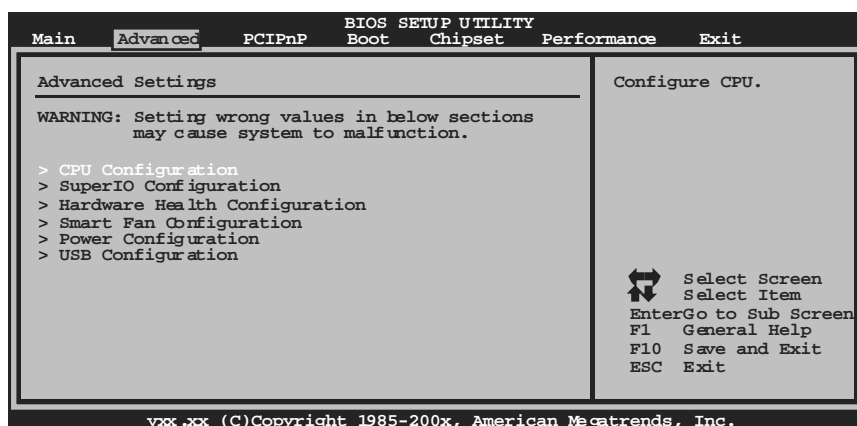 BIOS SETUP UTILITY
Main Advanced PCIPnP Boot Chipset Performance Exit
Advanced Settings
WARNING: Setting wrong values in below sections
may cause system to malfunction.
> CPU Configuration
> SuperIO Configuration
> Hardware Health Configuration
> Smart Fan Configuration
> Power Configuration
> USB Configuration
Configure CPU.
Select Screen
Select Item
EnterGo to Sub Screen
F1 General Help
F10 Save and Exit
ESC Exit
vxx.xx (C)Copyright 1985-200x, American Megatrends, Inc.